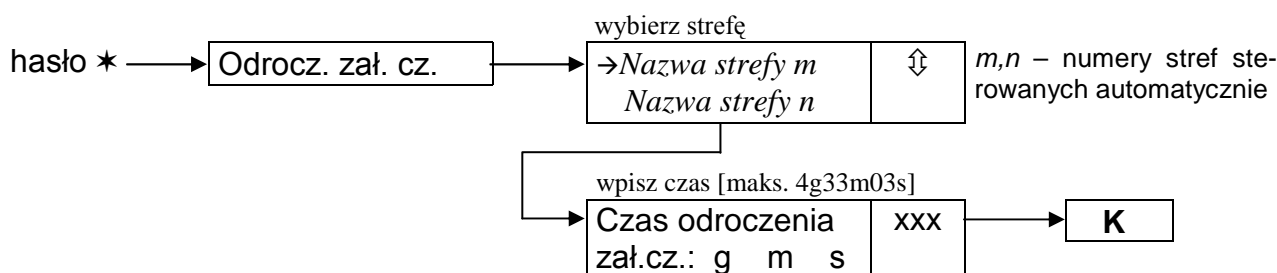 wybierz strefę
hasło ✶ Odrocz. zał. cz. →Nazwa strefy m ⇳ m,n – numery stref ste-
Nazwa strefy n rowanych automatycznie
wpisz czas [maks. 4g33m03s]
Czas odroczenia xxx K
zał.cz.: g m s